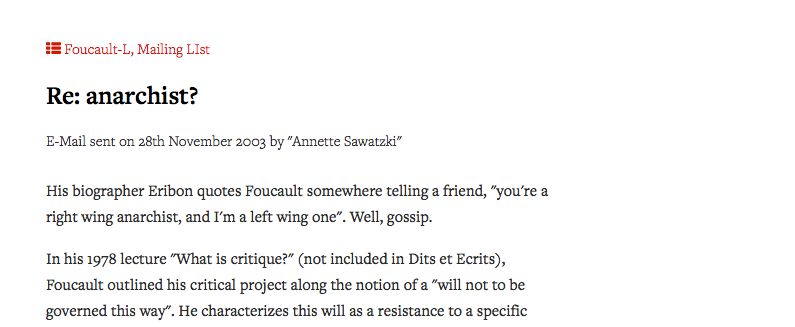 Foucault-L, Mailing LIst
Re: anarchist?
E-Mail sent on 28th November 2003 by "Annette Sawatzki"
His biographer Eribon quotes Foucault somewhere telling a friend, "you're a
right wing anarchist, and I'm a left wing one". Well, gossip.
In his 1978 lecture "What is critique?" (not included in Dits et Ecrits),
Foucault outlined his critical project along the notion of a "will not to be
governed this way". He characterizes this will as a resistance to a specific